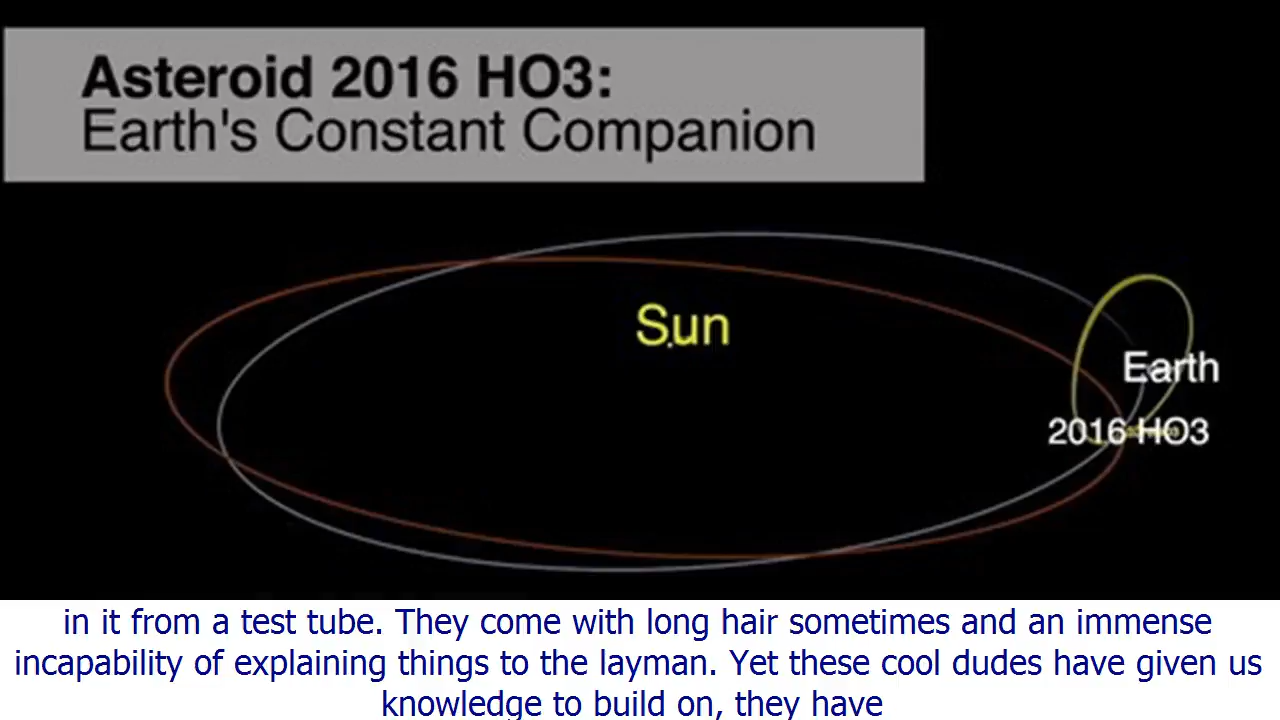 Asteroid 2016 HO3:
Earth's Constant Companion
Sun
Earth
2016 HO3
in it from a test tube. They come with long hair sometimes and an immense
incapability of explaining things to the layman. Yet these cool dudes have given us
knowledge to build on, they have